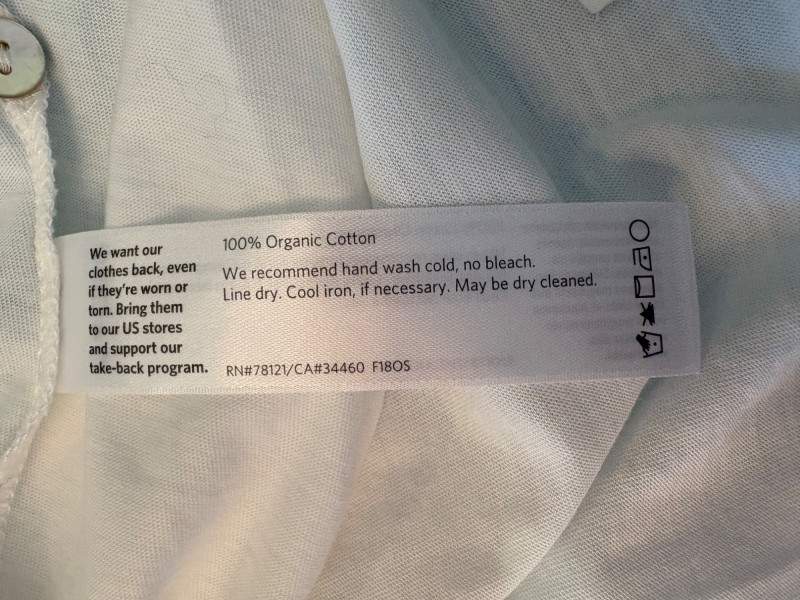 We want our
clothes back, even
if they're worn or
torn. Bring them
to our US stores
and support our
take-back program.
100% Organic Cotton
We recommend hand wash cold, no bleach.
Line dry. Cool iron, if necessary. May be dry cleaned.
RN#78121/CA#34460 F18OS